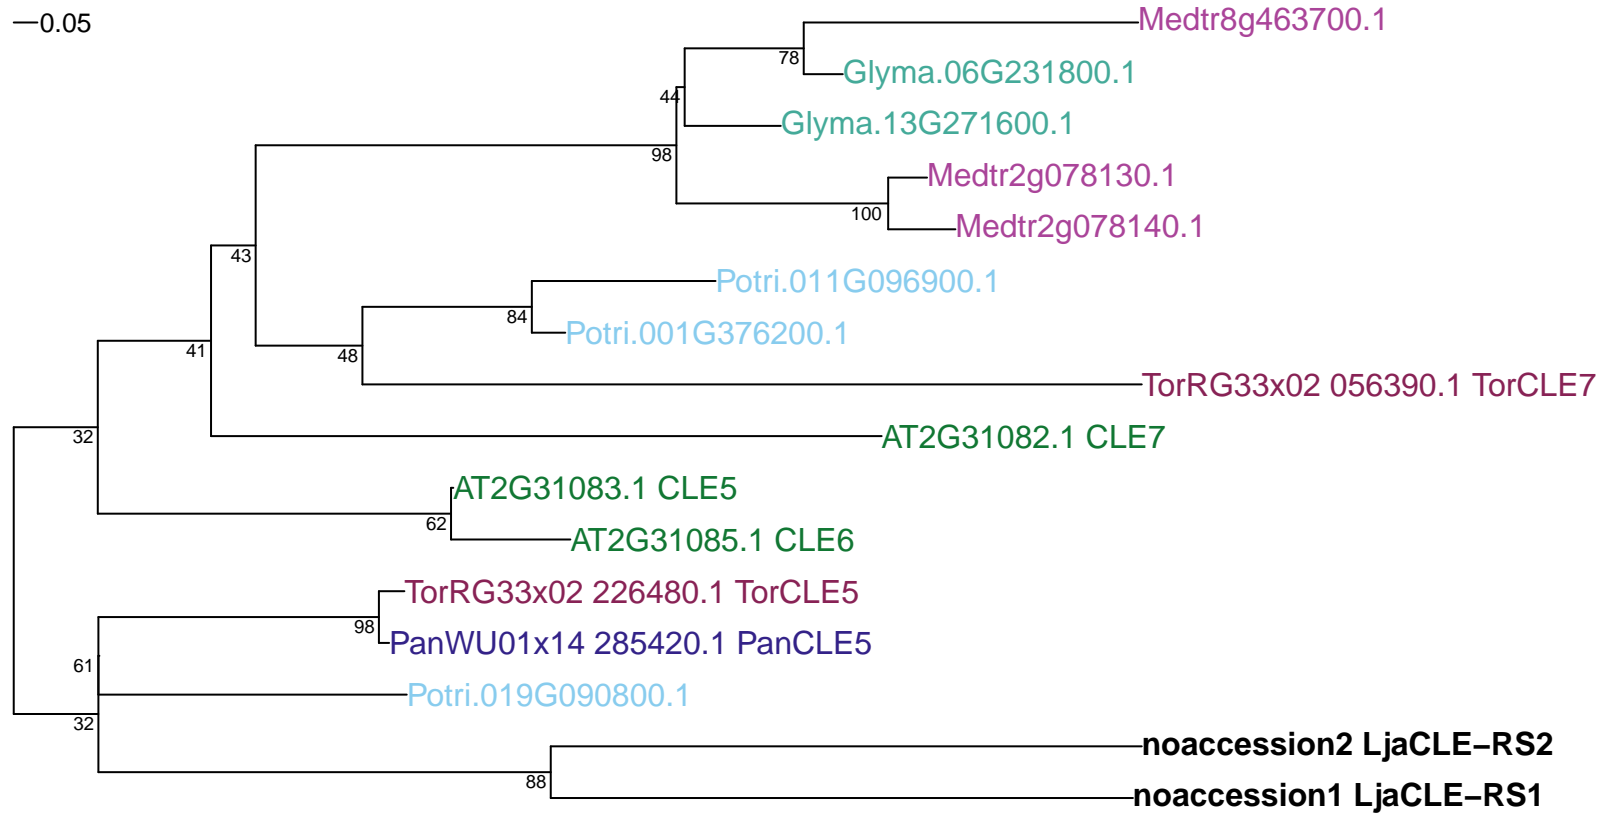 0.05
Medtr8g463700.1
78
Glyma.06G231800.1
44
Glyma.13G271600.1
98
Medtr2g078130.1
100
Medtr2g078140.1
43
Potri.011G096900.1
84
Potri.001G376200.1
41
48
TorRG33x02 056390.1 TorCLE7
32
AT2G31082.1 CLE7
AT2G31083.1 CLE5
62
AT2G31085.1 CLE6
TorRG33x02 226480.1 TorCLE5
98
PanWU01x14 285420.1 PanCLE5
61
Potri.019G090800.1
32
noaccession2 LjaCLE−RS2
88
noaccession1 LjaCLE−RS1